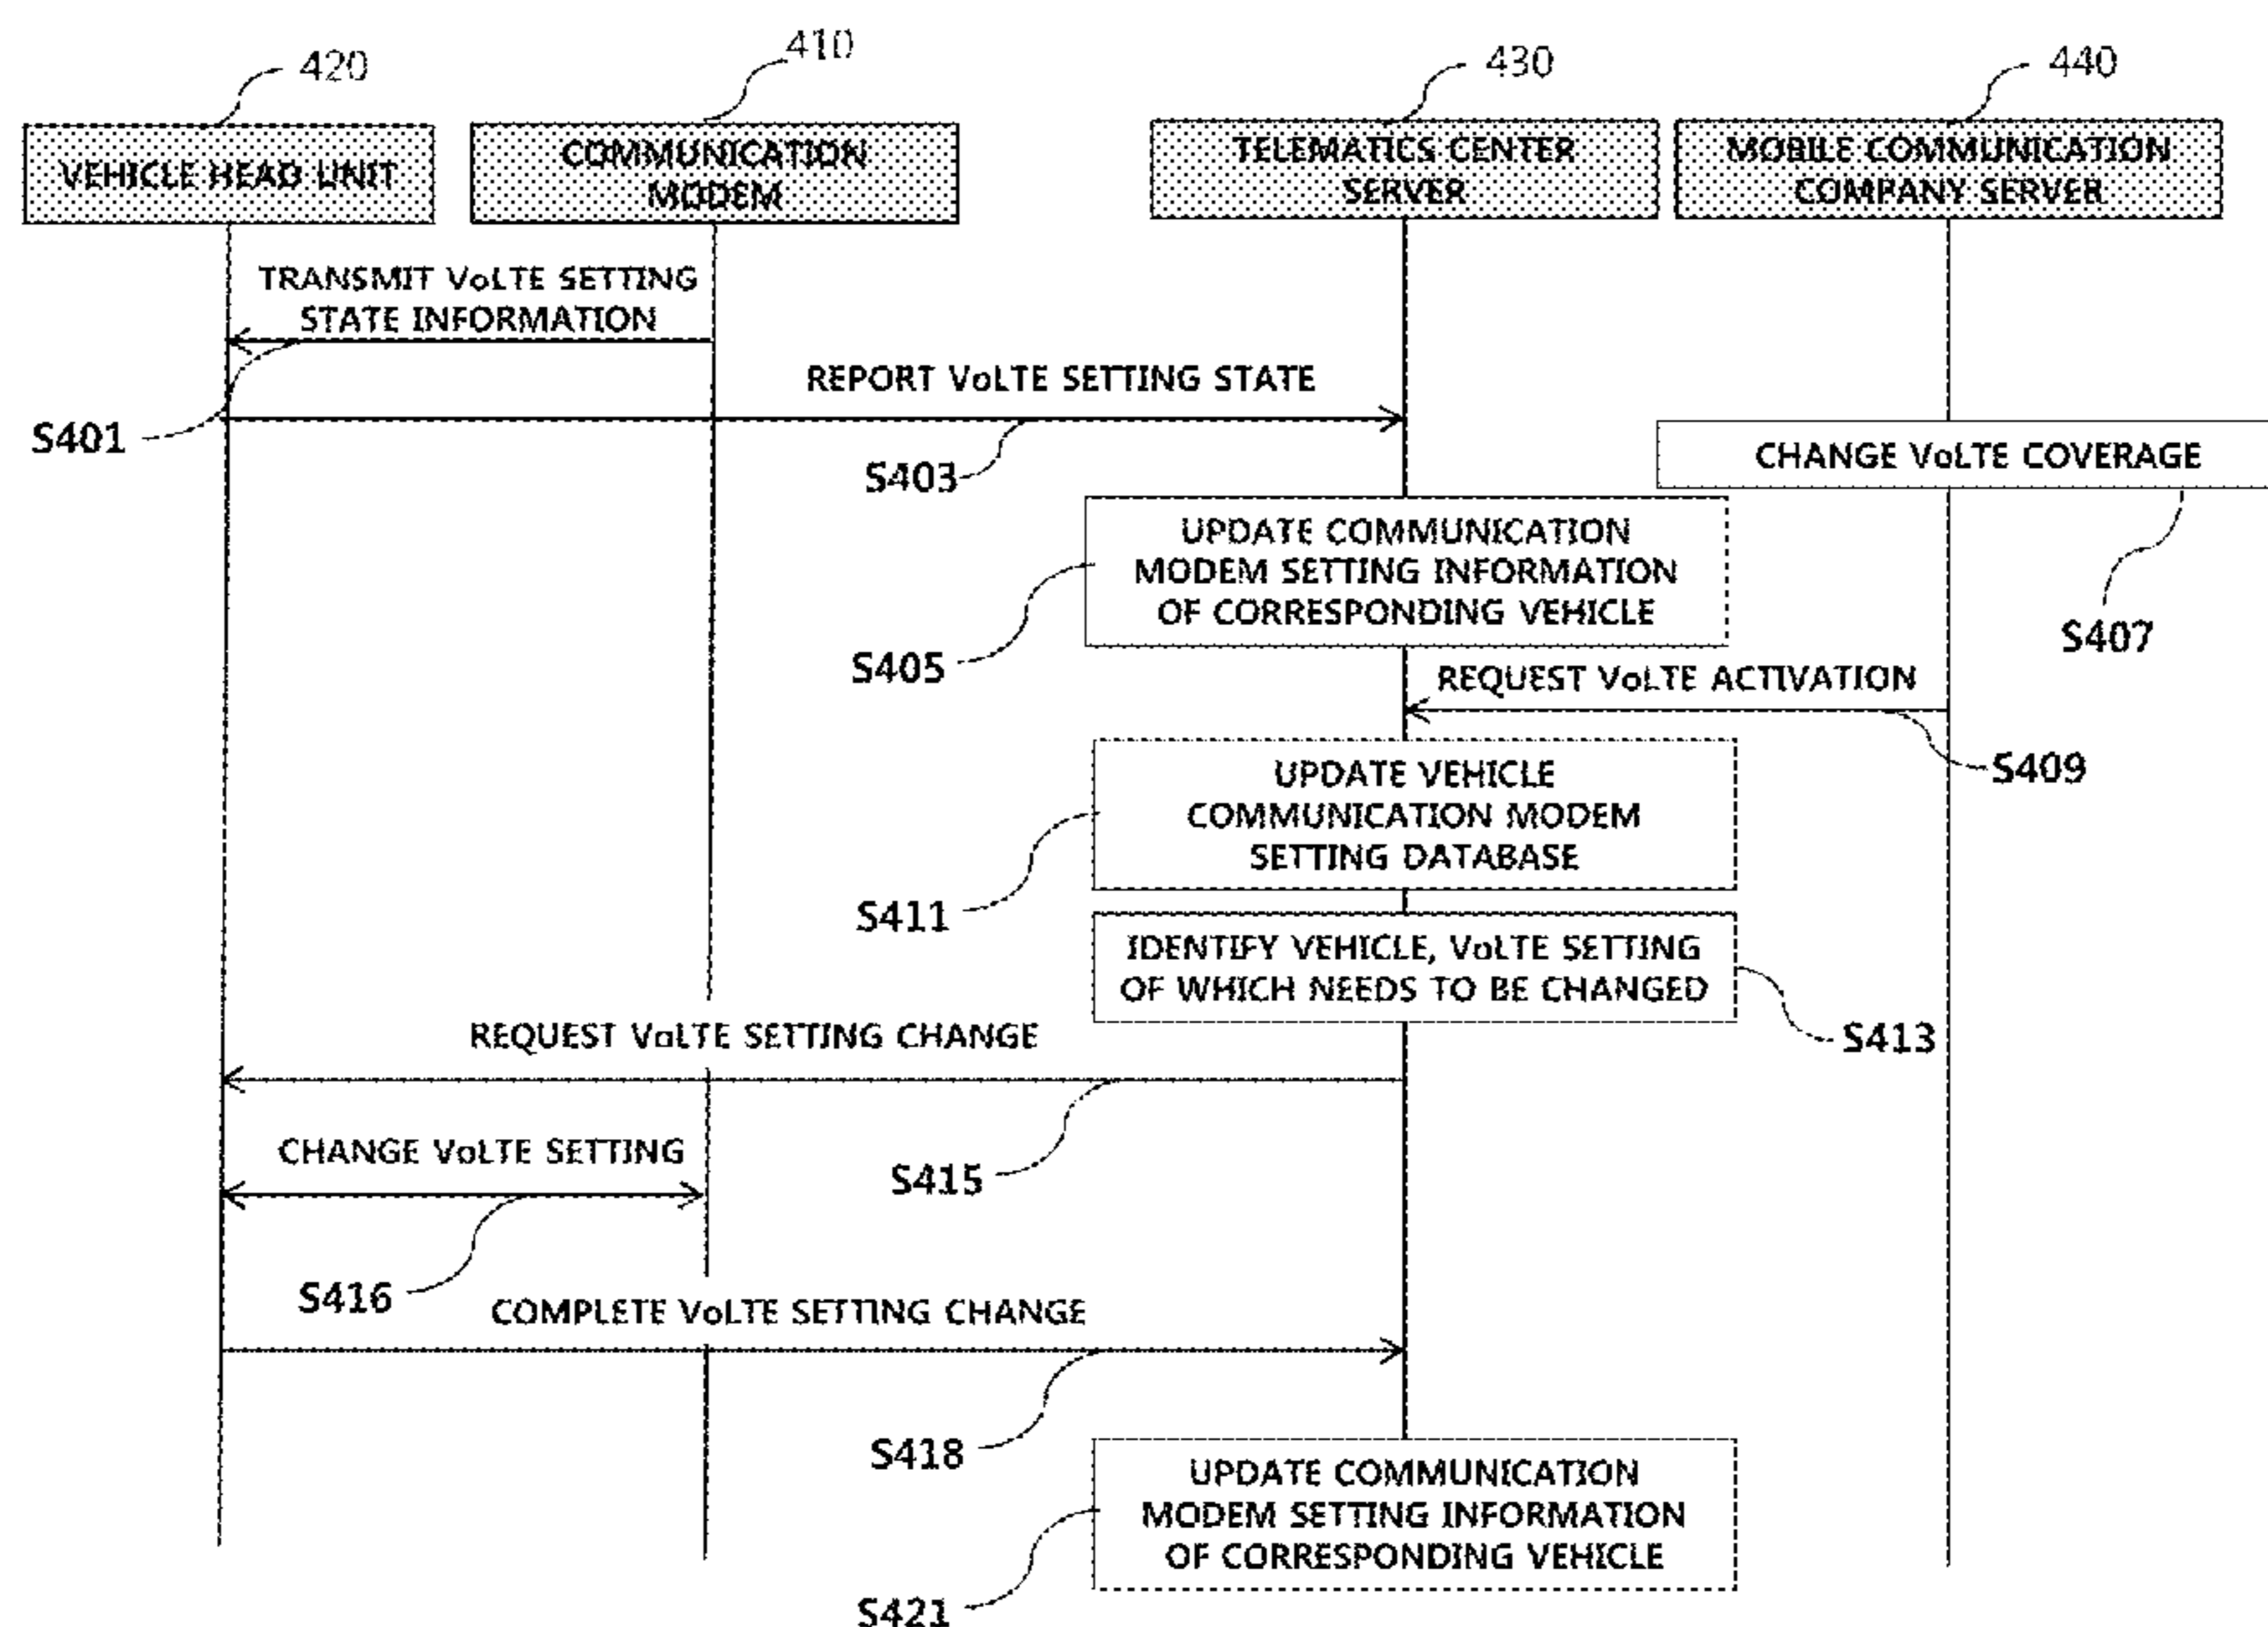 420
410
430
440
VEHICLE HEAD UNIT
COMMUNICATION
MODEM
TELEMATICS CENTER
SERVER
MOBILE COMMUNICATION
COMPANY SERVER
TRANSMIT VoLTE SETTING
STATE INFORMATION
S401
REPORT VoLTE SETTING STATE
S403
CHANGE VoLTE COVERAGE
S407
UPDATE COMMUNICATION
MODEM SETTING INFORMATION
OF CORRESPONDING VEHICLE
S405
REQUEST VoLTE ACTIVATION
S409
UPDATE VEHICLE
COMMUNICATION MODEM
SETTING DATABASE
S411
IDENTIFY VEHICLE, VoLTE SETTING
OF WHICH NEEDS TO BE CHANGED
S413
REQUEST VoLTE SETTING CHANGE
S415
CHANGE VoLTE SETTING
S416
COMPLETE VoLTE SETTING CHANGE
S418
UPDATE COMMUNICATION
MODEM SETTING INFORMATION
OF CORRESPONDING VEHICLE
S421